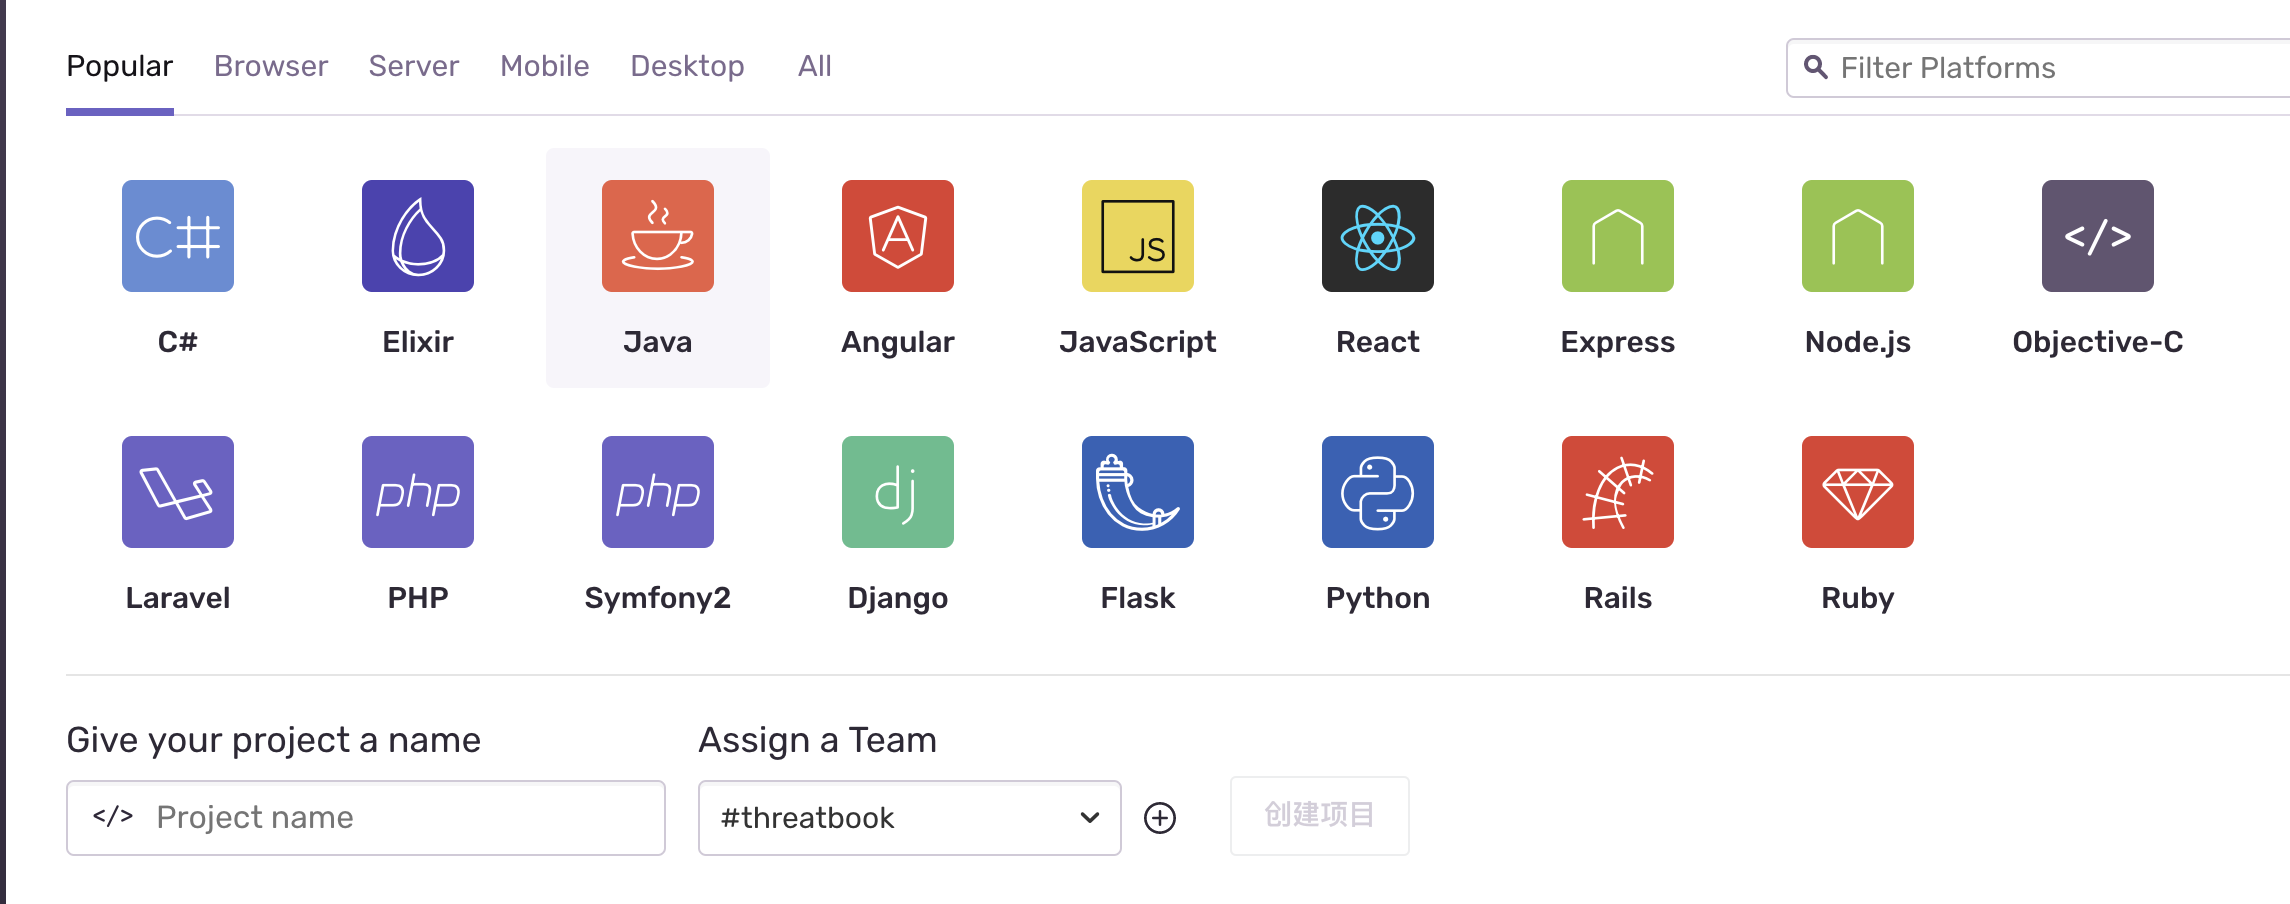 Popular Browser Server Mobile Desktop All Filter Platforms
C# JS </>
C# Elixir Java Angular JavaScript React Express Node.js Objective-C
php php dj
Laravel PHP Symfony2 Django Flask Python Rails Ruby
Give your project a name Assign a Team
</> Project name #threatbook 创建项目